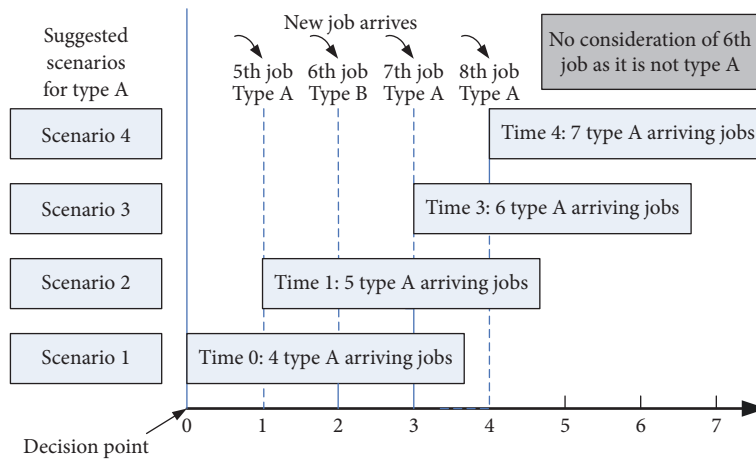 Suggested
scenarios
for type A
New job arrives
5th job
Type A
6th job
Type B
7th job
Type A
8th job
Type A
No consideration of 6th
job as it is not type A
Scenario 4
Time 4: 7 type A arriving jobs
Scenario 3
Time 3: 6 type A arriving jobs
Scenario 2
Time 1: 5 type A arriving jobs
Scenario 1
Time 0: 4 type A arriving jobs
0 1 2 3 4 5 6 7
Decision point